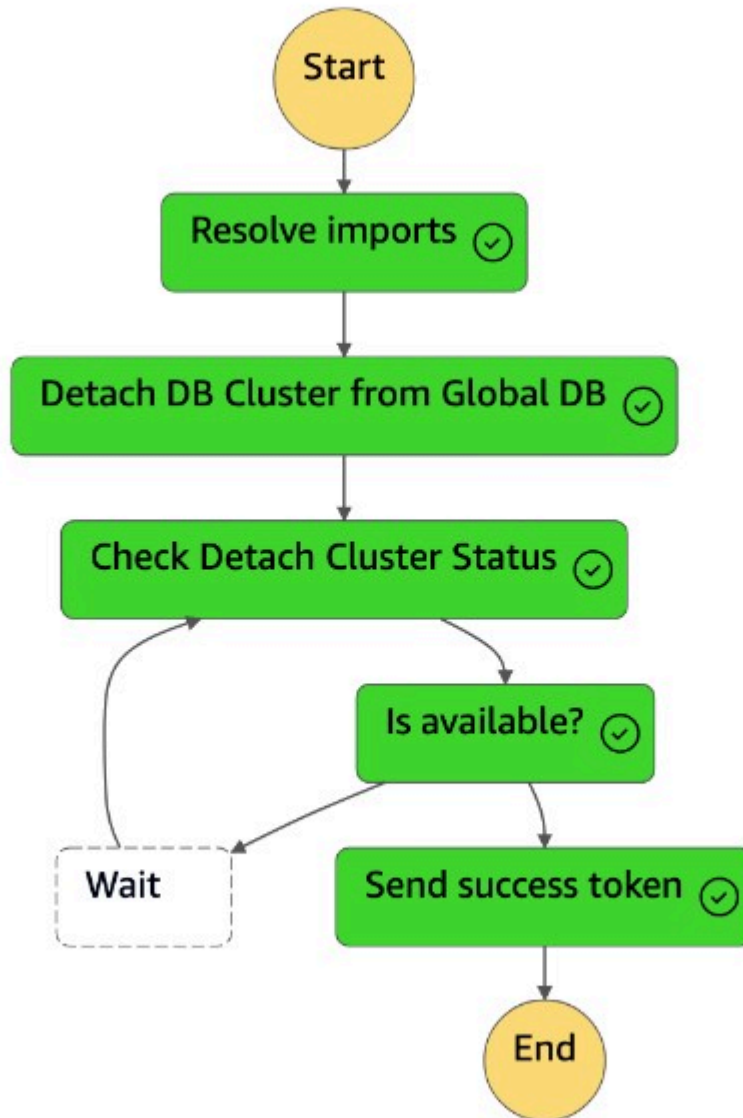 Start
Resolve imports
Detach DB Cluster from Global DB
Check Detach Cluster Status
Is available?
Wait
Send success token
End